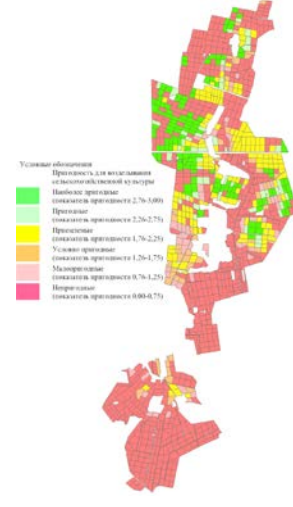 Условные обозначения
Пригодность для возделывания
сельскохозяйственной культуры
Наиболее пригодные
(показатель пригодности 2,76-3,00)
Пригодные
(показатель пригодности 2,26-2,75)
Приемлемые
(показатель пригодности 1,76-2,25)
Условно пригодные
(показатель пригодности 1,26-1,75)
Малопригодные
(показатель пригодности 0,76-1,25)
Непригодные
(показатель пригодности 0,00-0,75)